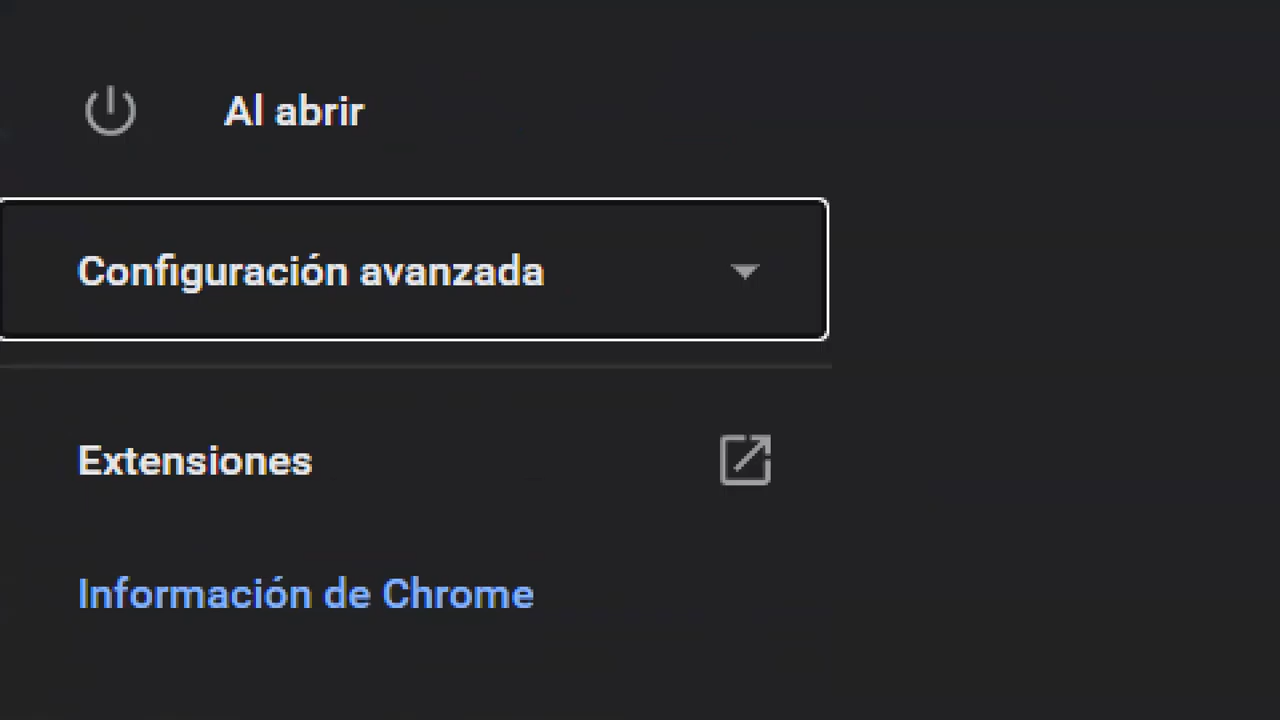 Al abrir
Configuración avanzada
Extensiones
Información de Chrome